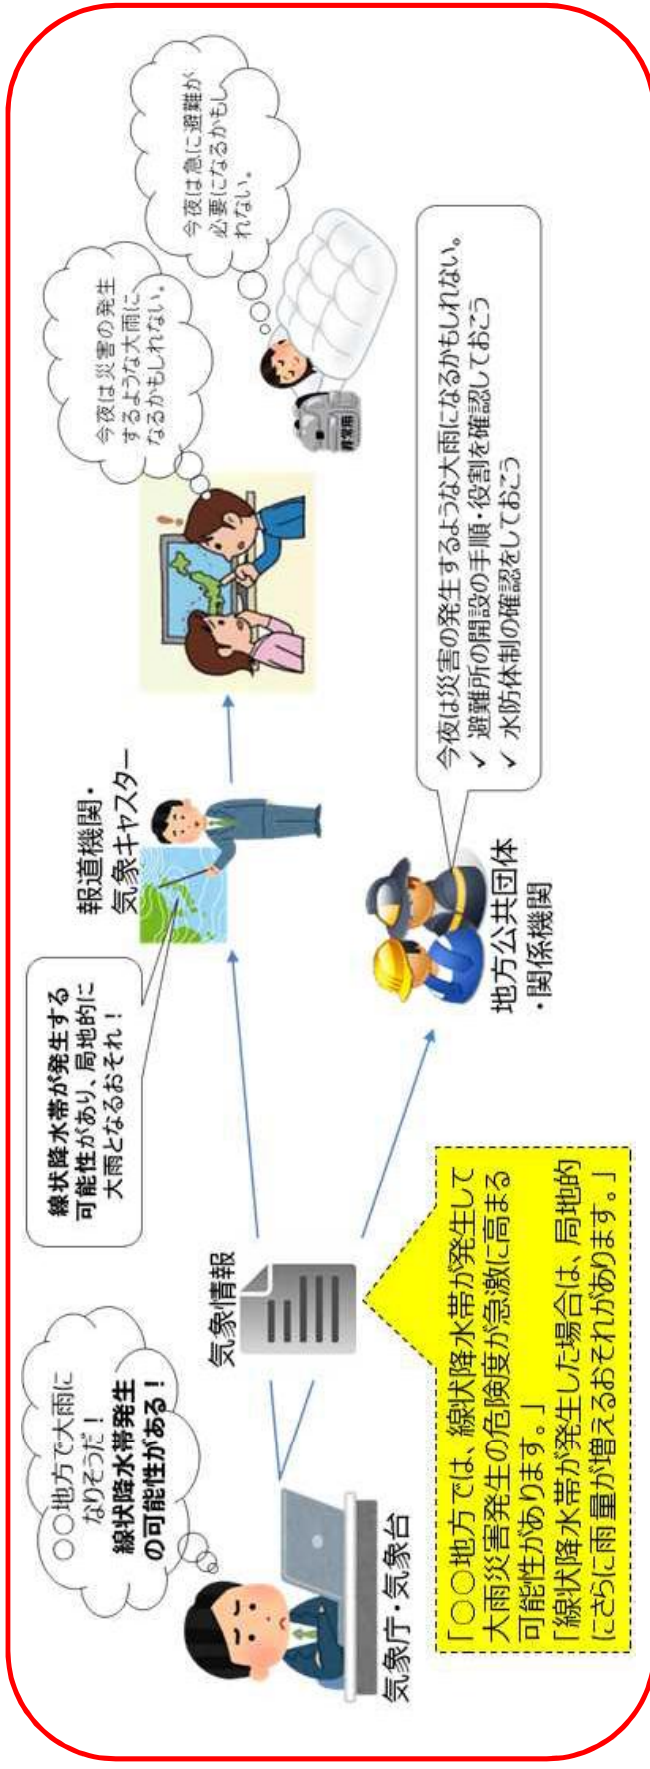 〇〇地方で大雨に
なりそうだ！
線状降水帯発生
の可能性がある！
気象庁・気象台
気象情報
「〇〇地方では、線状降水帯が発生して
大雨災害発生の危険度が急激に高まる
可能性があります。」
「線状降水帯が発生した場合は、局地的
にさらに雨量が増えるおそれがあります。」
線状降水帯が発生する
可能性があり、局地的に
大雨となるおそれ！
報道機関・
気象キャスター
今夜は災害の発生
するような大雨に
なるかもしれない。
今夜は急に避難が
必要になるかもし
れない。
非常用
地方公共団体
・関係機関
今夜は災害の発生するような大雨になるかもしれない。
✓ 避難所の開設の手順・役割を確認しておこう
✓ 水防体制の確認をしておこう